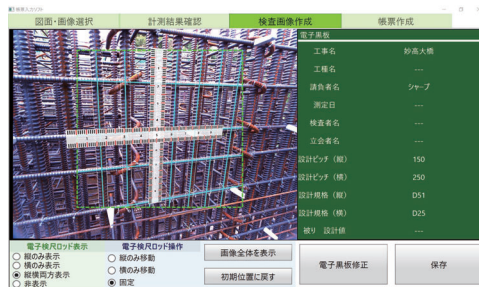 図面・画像選択
計測結果確認
検査画像作成
帳票作成
電子黒板
工事名 妙高大橋
工種名 ---
請負者名 シャープ
測定日 ---
検査者名 ---
立会者名 ---
設計ピッチ（縦） 150
設計ピッチ（横） 250
設計規格（縦） D51
設計規格（横） D25
被り 設計値 ---
電子検尺ロッド表示
縦のみ表示
横のみ表示
縦横両方表示
非表示
電子検尺ロッド操作
縦のみ移動
横のみ移動
固定
画像全体を表示
初期位置に戻す
電子黒板修正
保存